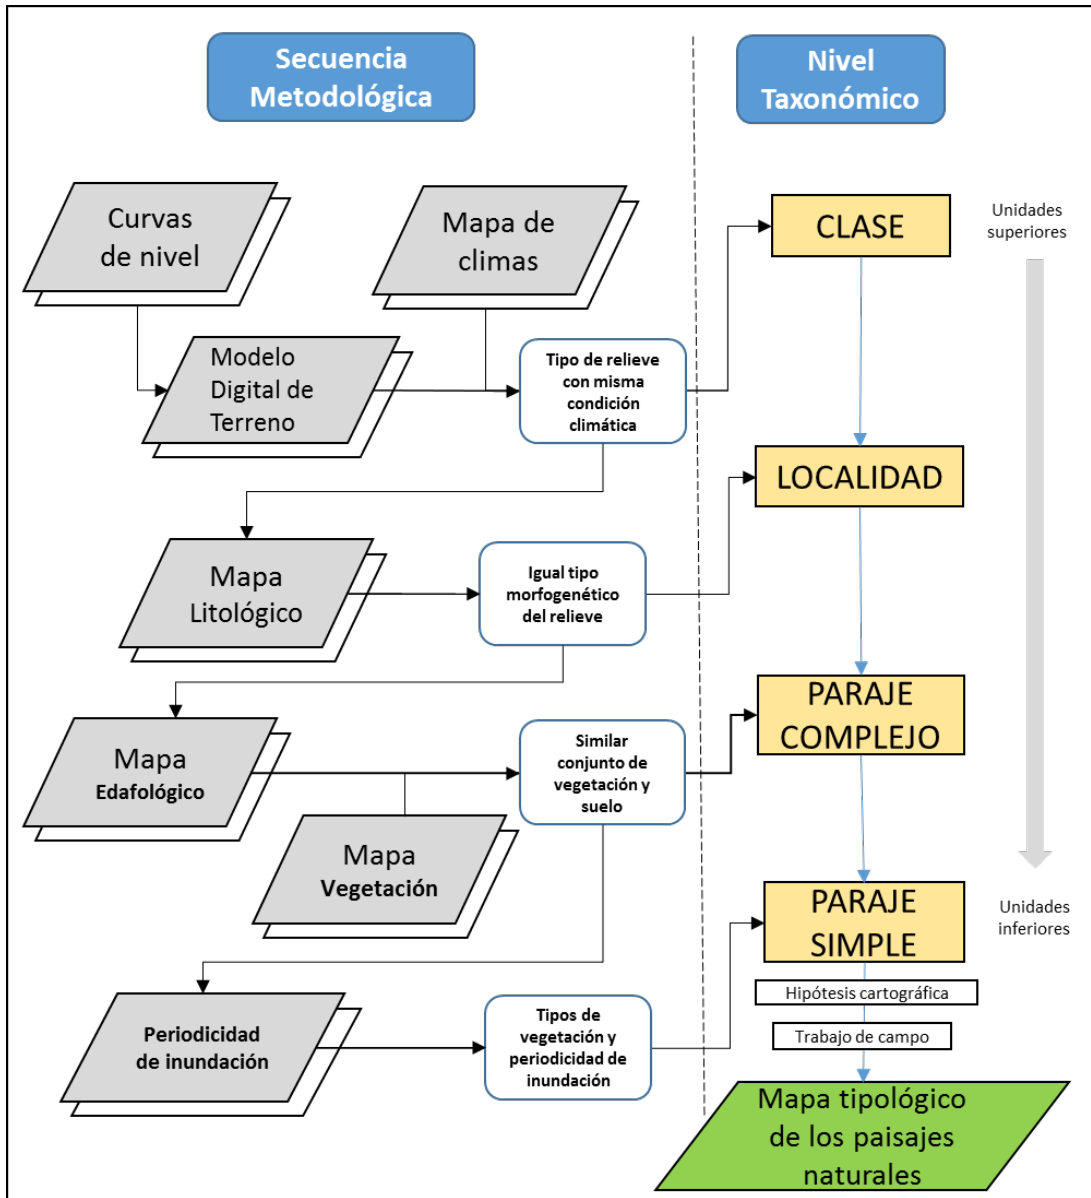 Secuencia
Metodológica
Nivel
Taxonómico
Curvas
de nivel
Mapa de
climas
CLASE
Unidades
superiores
Modelo
Digital de
Terreno
Tipo de relieve
con misma
condición
climática
LOCALIDAD
Mapa
Litológico
Igual tipo
morfogenético
del relieve
PARAJE
COMPLEJO
Mapa
Edafológico
Similar
conjunto de
vegetación y
suelo
Mapa
Vegetación
PARAJE
SIMPLE
Unidades
inferiores
Hipótesis cartográfica
Periodicidad
de inundación
Tipos de
vegetación y
periodicidad de
inundación
Trabajo de campo
Mapa tipológico
de los paisajes
naturales